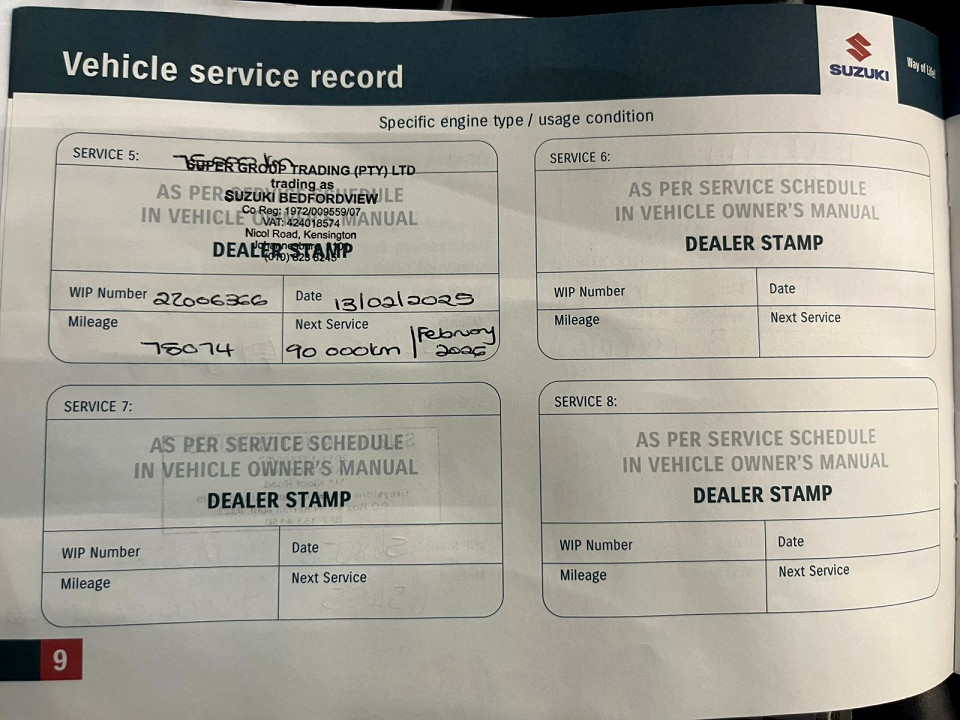 Vehicle service record
SUZUKI
Way of Life!
Specific engine type / usage condition
SERVICE 5:
SUPER GROUP TRADING (PTY) LTD
trading as
SUZUKI BEDFORDVIEW
Co Reg: 1972/009559/07
VAT: 424018574
Nicol Road, Kensington
AS PER SERVICE SCHEDULE
IN VEHICLE OWNER'S MANUAL
DEALER STAMP
WIP Number 22006366
Date 13/02/2025
Mileage
78074
Next Service
90 000km | February
2026
SERVICE 6:
AS PER SERVICE SCHEDULE
IN VEHICLE OWNER'S MANUAL
DEALER STAMP
WIP Number
Date
Mileage
Next Service
SERVICE 7:
AS PER SERVICE SCHEDULE
IN VEHICLE OWNER'S MANUAL
DEALER STAMP
WIP Number
Date
Mileage
Next Service
SERVICE 8:
AS PER SERVICE SCHEDULE
IN VEHICLE OWNER'S MANUAL
DEALER STAMP
WIP Number
Date
Mileage
Next Service
9